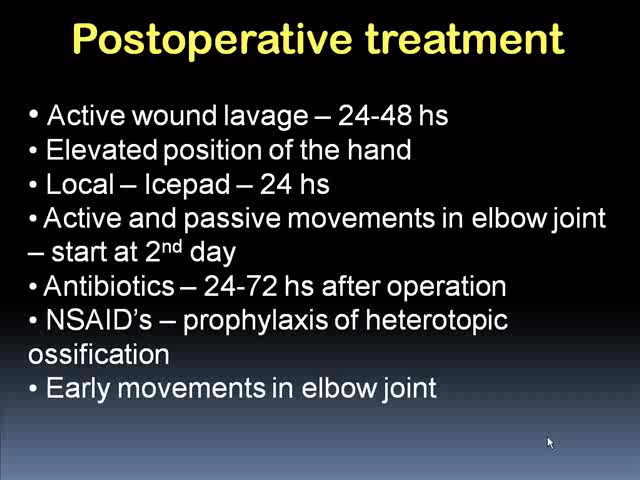 Postoperative treatment
• Active wound lavage – 24-48 hs
• Elevated position of the hand
• Local – Icepad – 24 hs
• Active and passive movements in elbow joint
– start at 2nd day
• Antibiotics – 24-72 hs after operation
• NSAID’s – prophylaxis of heterotopic
ossification
• Early movements in elbow joint